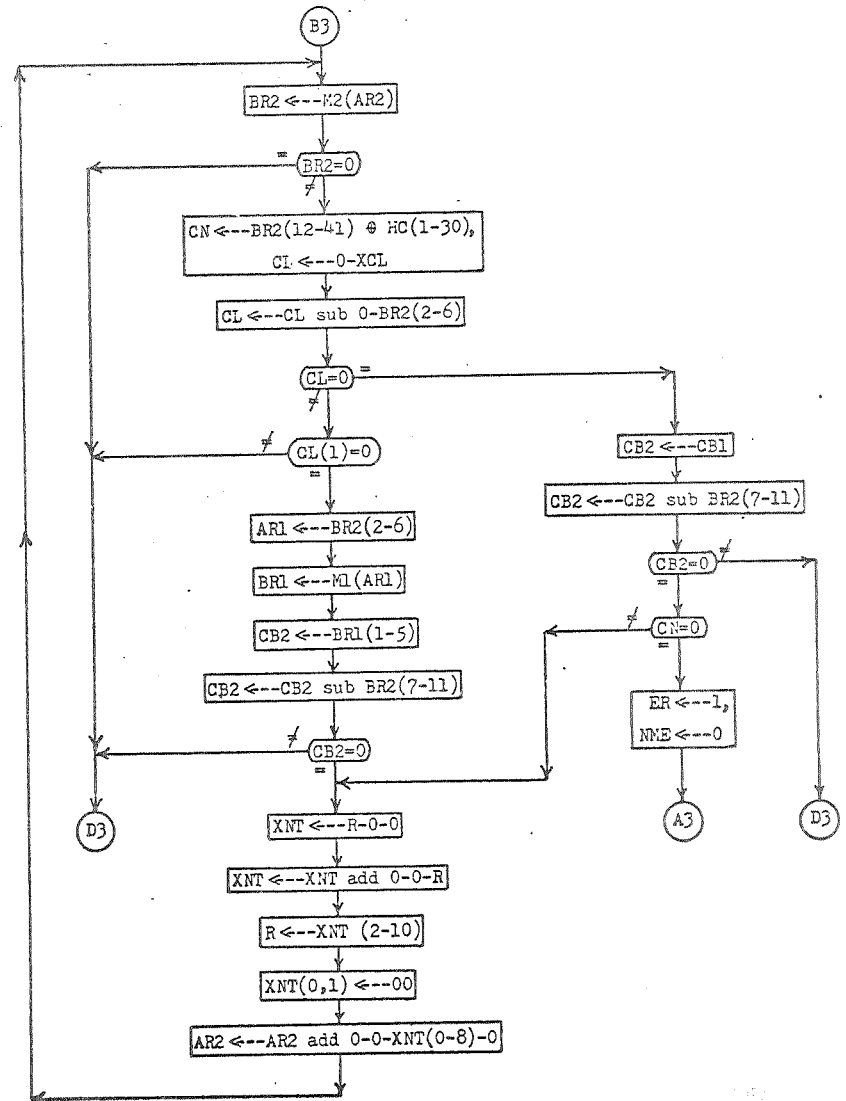 B3
BR2 <---M2(AR2)
=
BR2=0
≠
CN <---BR2(12-41) ⊕ HC(1-30),
CL <---0-XCL
CL <---CL sub 0-BR2(2-6)
CL=0
=
≠
≠
CL(1)=0
=
CB2 <---CB1
CB2 <---CB2 sub BR2(7-11)
AR1 <---BR2(2-6)
BR1 <---M1(AR1)
CB2=0
≠
=
CB2 <---BR1(1-5)
≠
CN=0
=
CB2 <---CB2 sub BR2(7-11)
ER <---1,
NME <---0
≠
CB2=0
=
D3
XNT <---R-0-0
A3
D3
XNT <---XNT add 0-0-R
R <---XNT (2-10)
XNT(0,1) <---00
AR2 <---AR2 add 0-0-XNT(0-8)-0